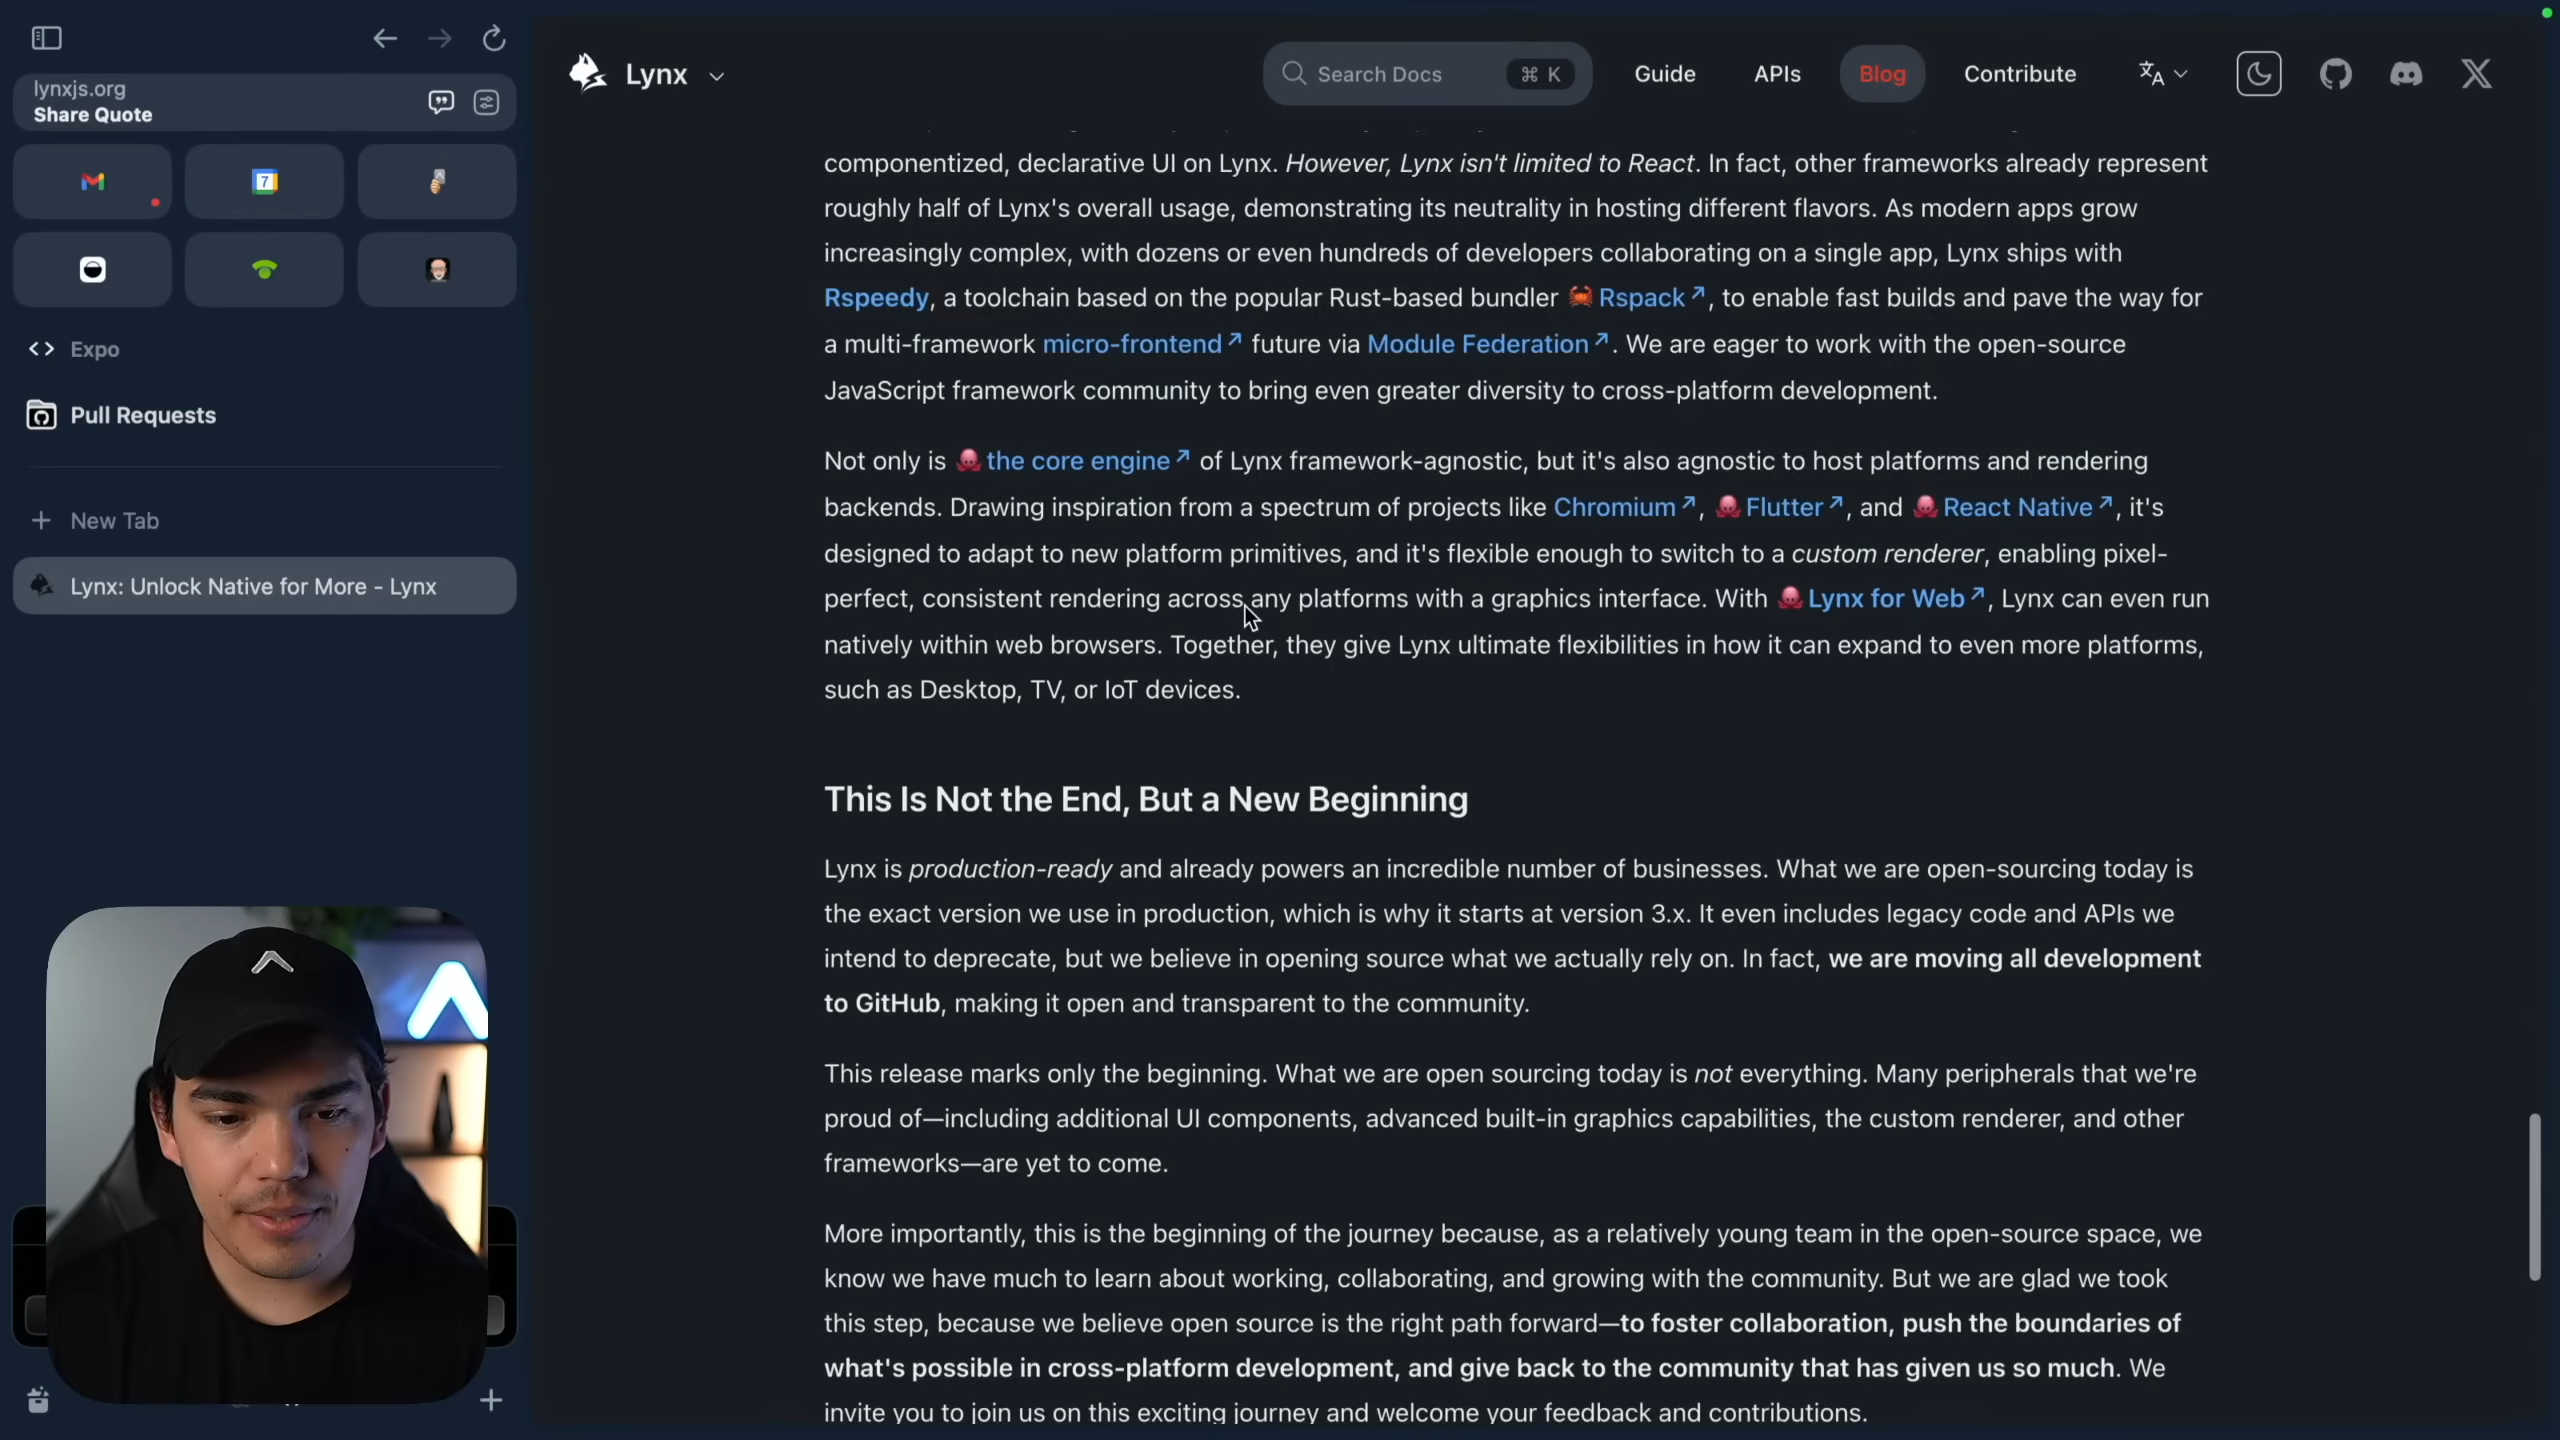 lynxjs.org
Share Quote
7
Expo
Pull Requests
New Tab
Lynx: Unlock Native for More - Lynx
Lynx
Search Docs
⌘ K
Guide
APIs
Blog
Contribute
componentized, declarative UI on Lynx. However, Lynx isn't limited to React. In fact, other frameworks already represent
roughly half of Lynx's overall usage, demonstrating its neutrality in hosting different flavors. As modern apps grow
increasingly complex, with dozens or even hundreds of developers collaborating on a single app, Lynx ships with
Rspeedy, a toolchain based on the popular Rust-based bundler 🦀 Rspack↗, to enable fast builds and pave the way for
a multi-framework micro-frontend↗ future via Module Federation↗. We are eager to work with the open-source
JavaScript framework community to bring even greater diversity to cross-platform development.
Not only is 🐙 the core engine↗ of Lynx framework-agnostic, but it's also agnostic to host platforms and rendering
backends. Drawing inspiration from a spectrum of projects like Chromium↗, 🐙 Flutter↗, and 🐙 React Native↗, it's
designed to adapt to new platform primitives, and it's flexible enough to switch to a custom renderer, enabling pixel-
perfect, consistent rendering across any platforms with a graphics interface. With 🐙 Lynx for Web↗, Lynx can even run
natively within web browsers. Together, they give Lynx ultimate flexibilities in how it can expand to even more platforms,
such as Desktop, TV, or IoT devices.
This Is Not the End, But a New Beginning
Lynx is production-ready and already powers an incredible number of businesses. What we are open-sourcing today is
the exact version we use in production, which is why it starts at version 3.x. It even includes legacy code and APIs we
intend to deprecate, but we believe in opening source what we actually rely on. In fact, we are moving all development
to GitHub, making it open and transparent to the community.
This release marks only the beginning. What we are open sourcing today is not everything. Many peripherals that we're
proud of—including additional UI components, advanced built-in graphics capabilities, the custom renderer, and other
frameworks—are yet to come.
More importantly, this is the beginning of the journey because, as a relatively young team in the open-source space, we
know we have much to learn about working, collaborating, and growing with the community. But we are glad we took
this step, because we believe open source is the right path forward—to foster collaboration, push the boundaries of
what's possible in cross-platform development, and give back to the community that has given us so much. We
invite you to join us on this exciting journey and welcome your feedback and contributions.